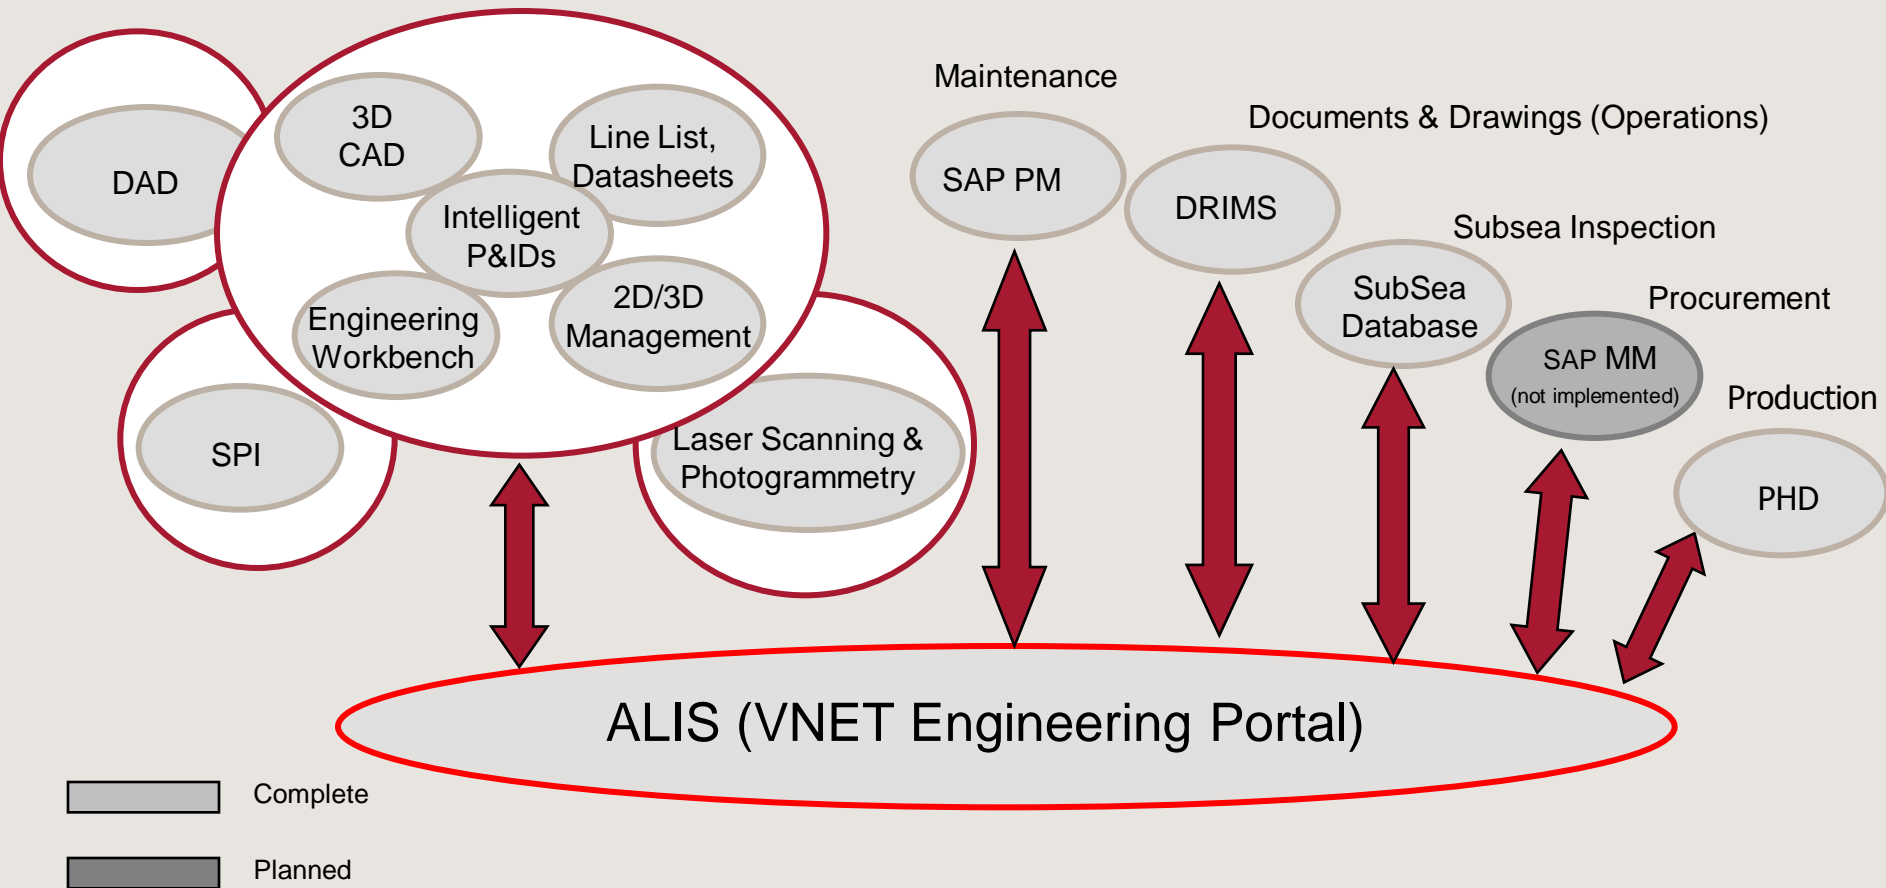 3D
CAD
Line List,
Datasheets
DAD
Intelligent
P&IDs
Engineering
Workbench
2D/3D
Management
SPI
Laser Scanning &
Photogrammetry
Maintenance
SAP PM
Documents & Drawings (Operations)
DRIMS
Subsea Inspection
SubSea
Database
Procurement
SAP MM
(not implemented)
Production
PHD
ALIS (VNET Engineering Portal)
Complete
Planned